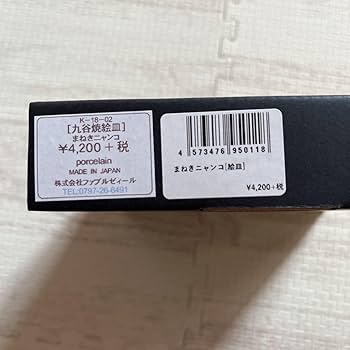 K-18-02
[九谷焼絵皿]
まねきニャンコ
¥4,200+税
porcelain
MADE IN JAPAN
株式会社ファブルゼィール
TEL:0797-26-6491
4 573476 950118
まねきニャンコ[絵皿]
¥4,200+税